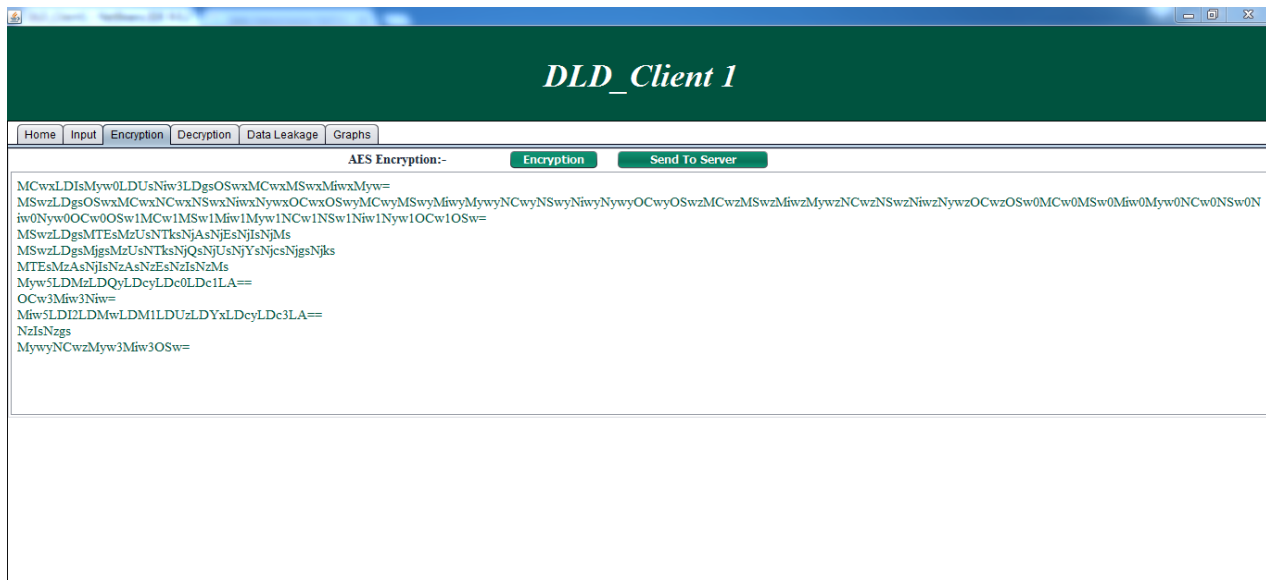 DLD_Client 1
Home Input Encryption Decryption Data Leakage Graphs
AES Encryption:- Encryption Send To Server
MCwxLDIsMyw0LDUsNiw3LDgsOSwxMCwxMSwxMiwxMyw=
MSwzLDgsOSwxMCwxNCwxNSwxNiwxNywxOCwxOSwyMCwyMSwyMiwyMywyNCwyNSwyNiwyNywyOCwyOSwzMCwzMSwzMiwzMywzNCwzNSwzNiwzNywzOCwzOSw0MCw0MSw0Miw0Myw0NCw0NSw0N
iw0Nyw0OCw0OSw1MCw1MSw1Miw1Myw1NCw1NSw1Niw1Nyw1OCw1OSw=
MSwzLDgsMTEsMzUsNTksNjAsNjEsNjIsNjMs
MSwzLDgsMjgsMzUsNTksNjQsNjUsNjYsNjcsNjgsNjks
MTEsMzAsNjIsNzAsNzEsNzIsNzMs
Myw5LDMzLDQyLDcyLDc0LDc1LA==
OCw3Miw3Niw=
Miw5LDI2LDMwLDM1LDUzLDYxLDcyLDc3LA==
NzIsNzgs
MywyNCwzMyw3Miw3OSw=